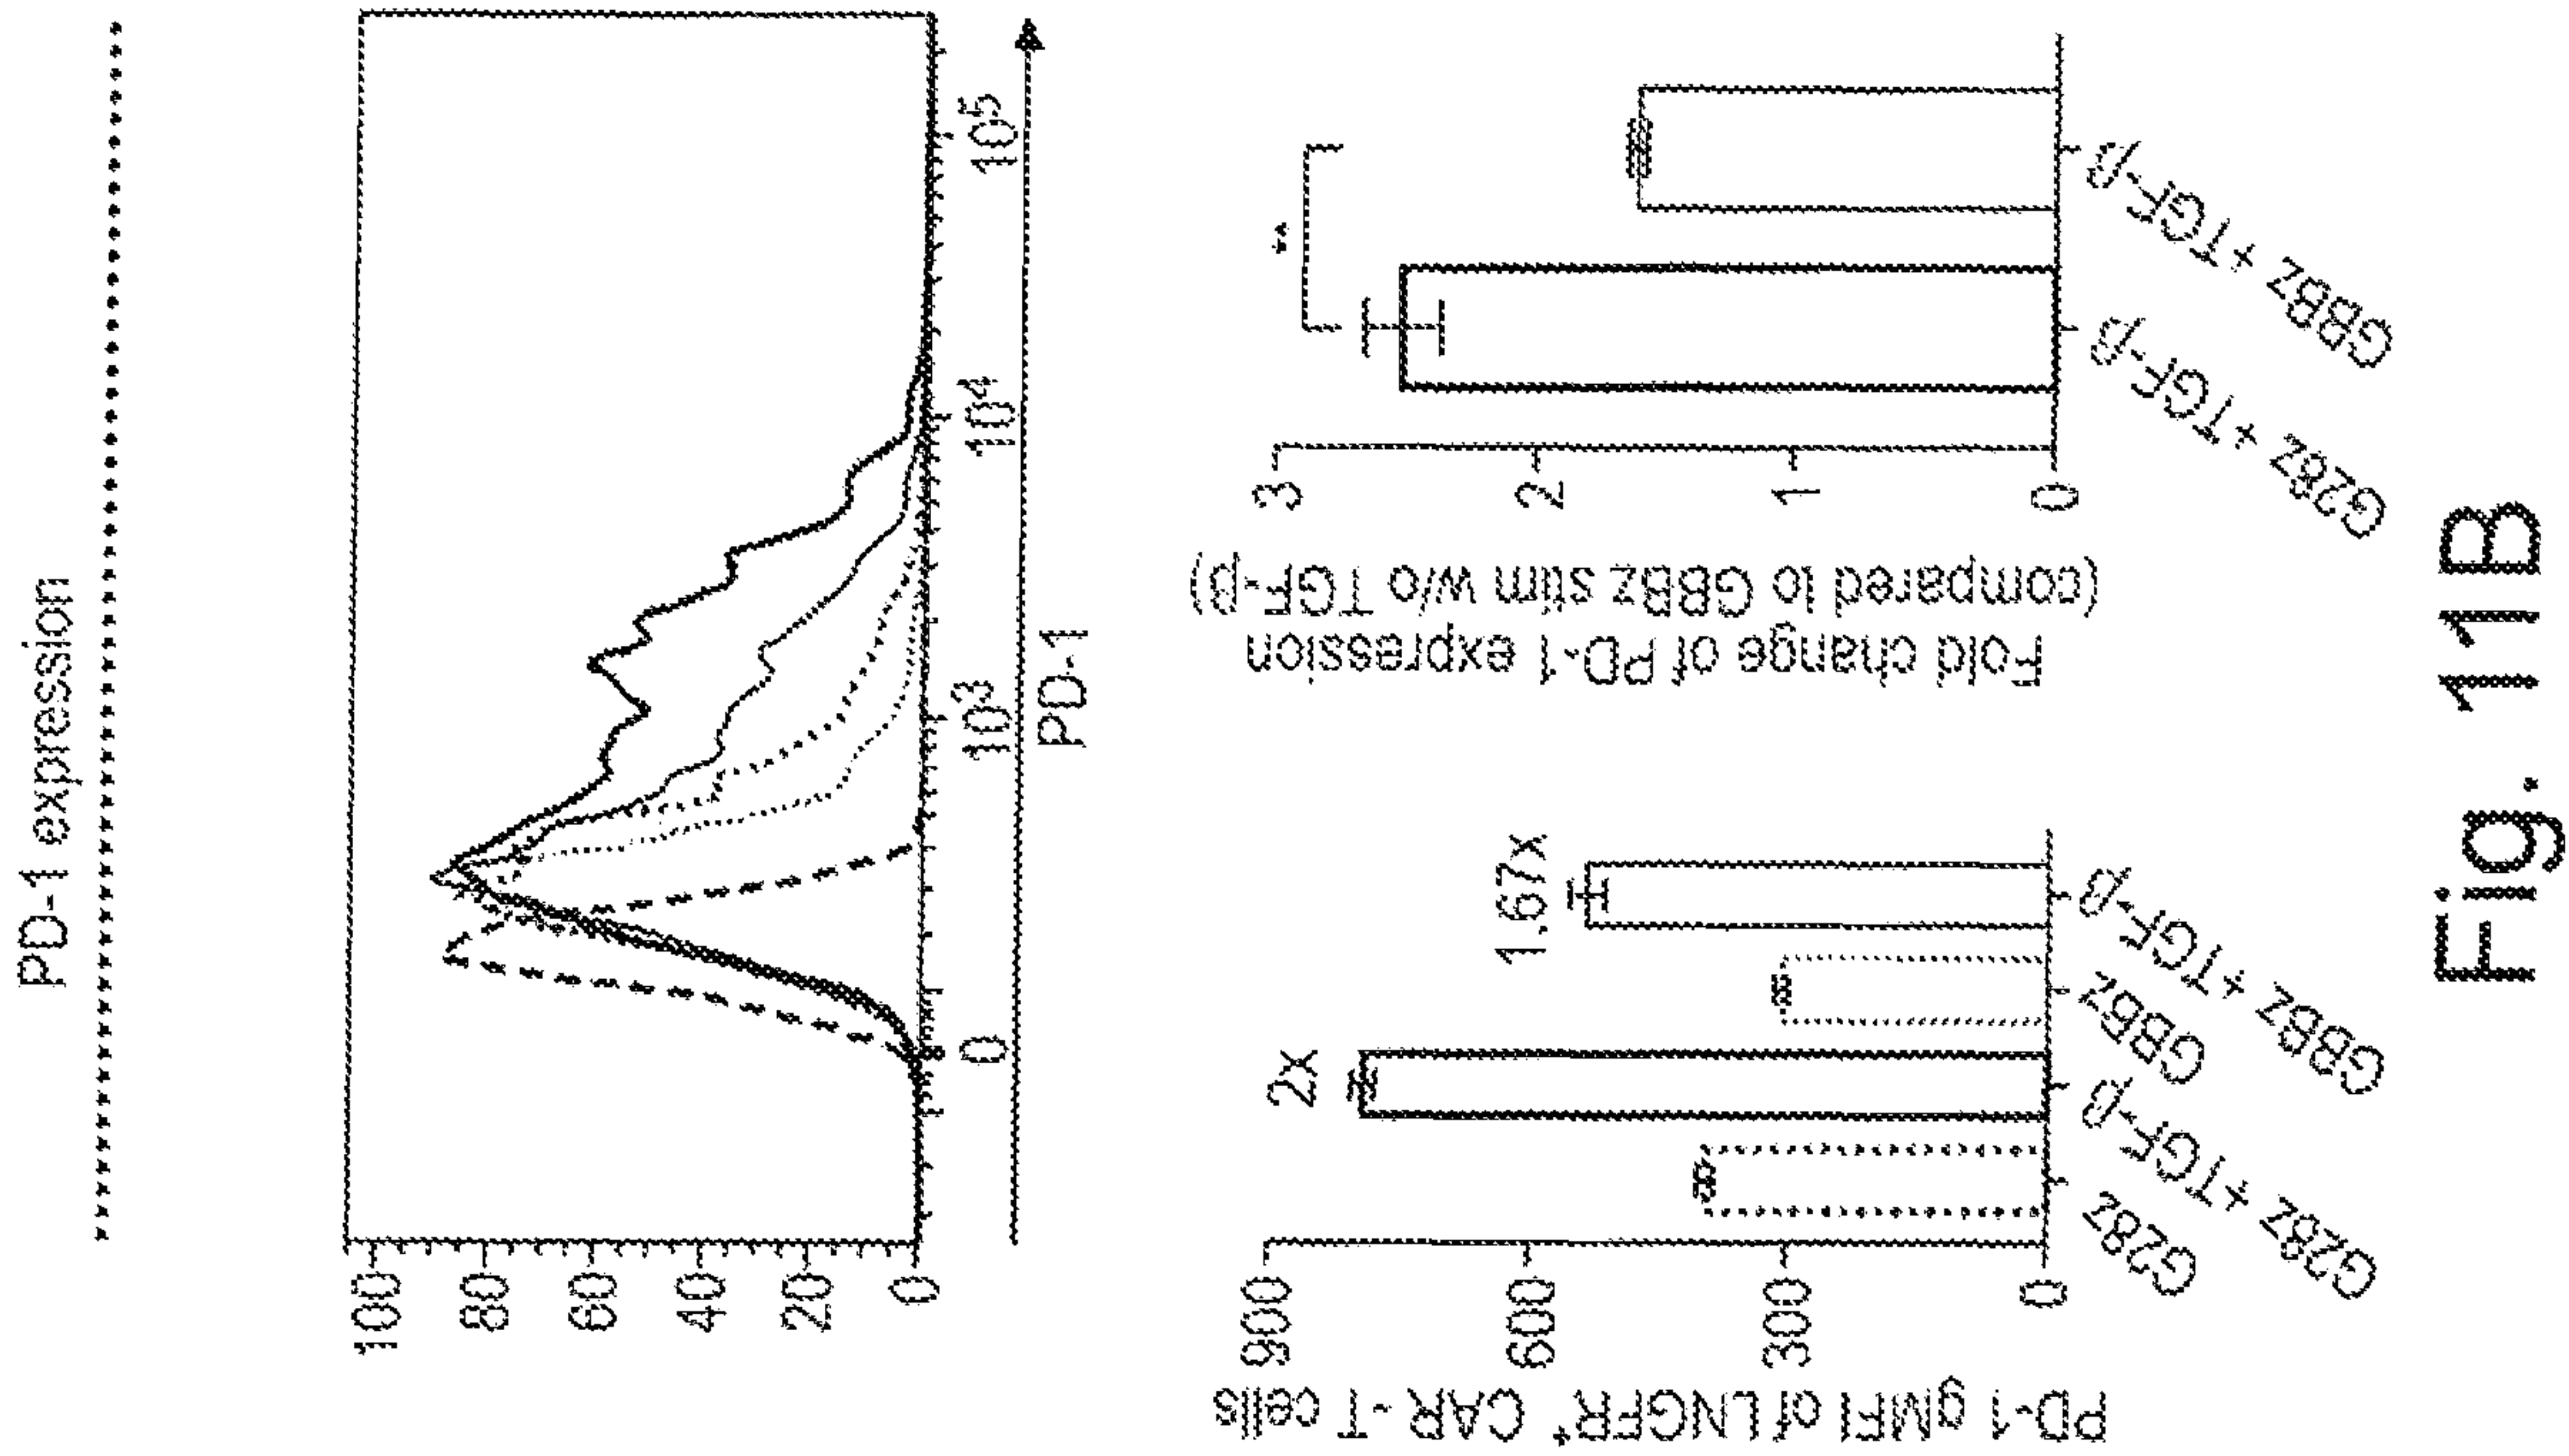 PD-1 expression
100
80
60
40
20
0
0
10³
10⁴
10⁵
PD-1
PD-1 gMFI of LNGFR⁺ CAR-T cells
900
600
300
0
2x
1.67x
G28z
G28z +TGF-β
GBBz
GBBz +TGF-β
Fold change of PD-1 expression
(compared to GBBz stim w/o TGF-β)
3
2
1
0
**
G28z +TGF-β
GBBz +TGF-β
Fig. 11B